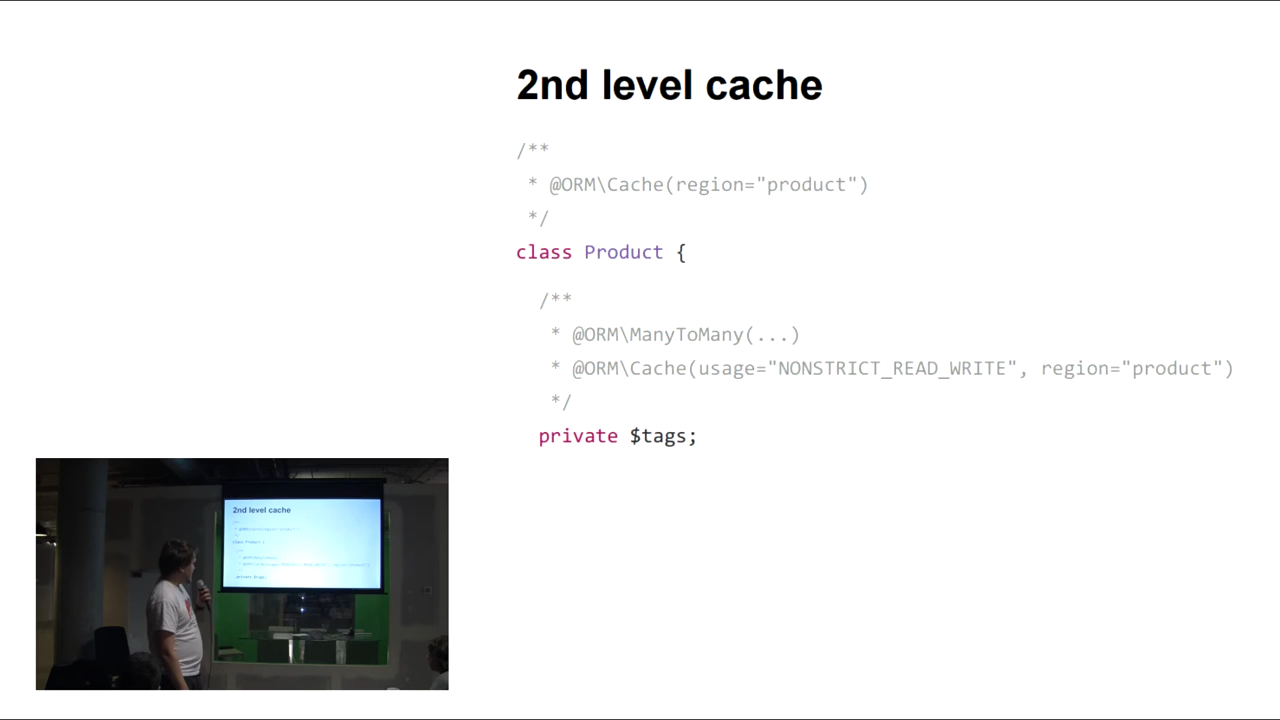 2nd level cache
/**
* @ORM\Cache(region="product")
*/
class Product {
/**
* @ORM\ManyToMany(...)
* @ORM\Cache(usage="NONSTRICT_READ_WRITE", region="product")
*/
private $tags;
2nd level cache